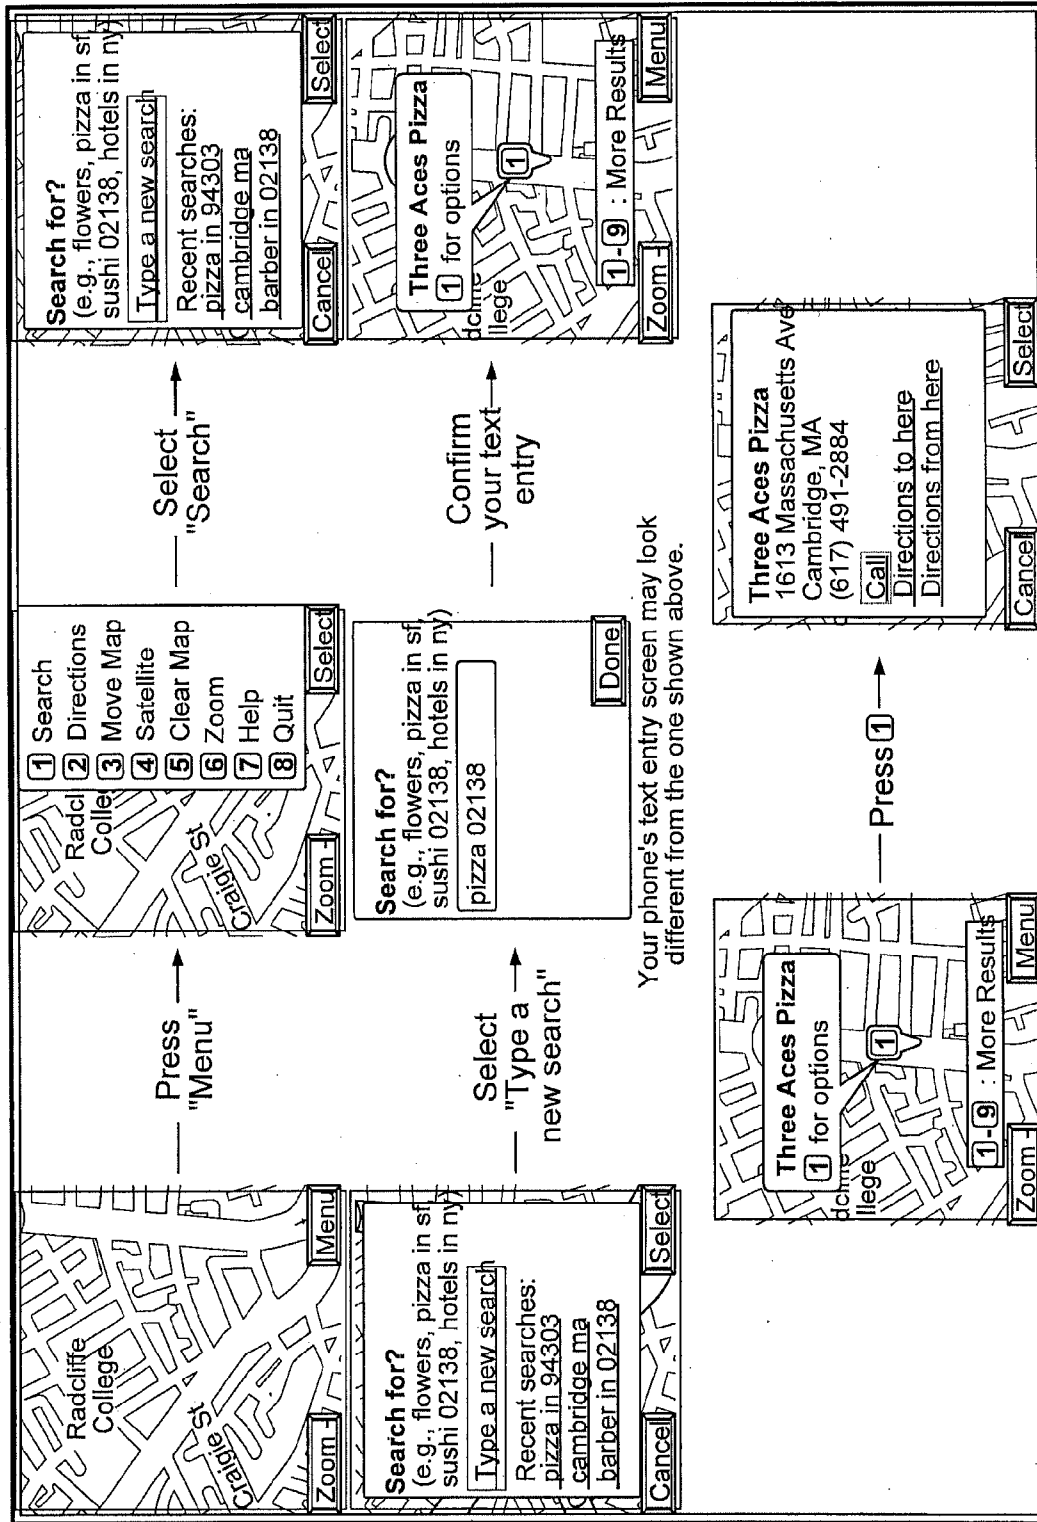 Radcliffe
College
Craigie St
Zoom -
Menu
Press
"Menu"
Radcl
Colleg
Craigie St
1 Search
2 Directions
3 Move Map
4 Satellite
5 Clear Map
6 Zoom
7 Help
8 Quit
Zoom -
Select
Select
"Search"
Search for?
(e.g., flowers, pizza in sf,
sushi 02138, hotels in ny)
Type a new search
Recent searches:
pizza in 94303
cambridge ma
barber in 02138
Cancel
Select
Search for?
(e.g., flowers, pizza in sf,
sushi 02138, hotels in ny)
Type a new search
Recent searches:
pizza in 94303
cambridge ma
barber in 02138
Cancel
Select
Select
"Type a
new search"
Search for?
(e.g., flowers, pizza in sf,
sushi 02138, hotels in ny)
pizza 02138
Done
Your phone's text entry screen may look
different from the one shown above.
Confirm
your text
entry
Three Aces Pizza
1 for options
dcliffe
llege
1
1-9 : More Results
Zoom -
Menu
Three Aces Pizza
1 for options
dcliffe
llege
1
1-9 : More Results
Zoom -
Menu
Press 1
Three Aces Pizza
1613 Massachusetts Ave
Cambridge, MA
(617) 491-2884
Call
Directions to here
Directions from here
Cancel
Select